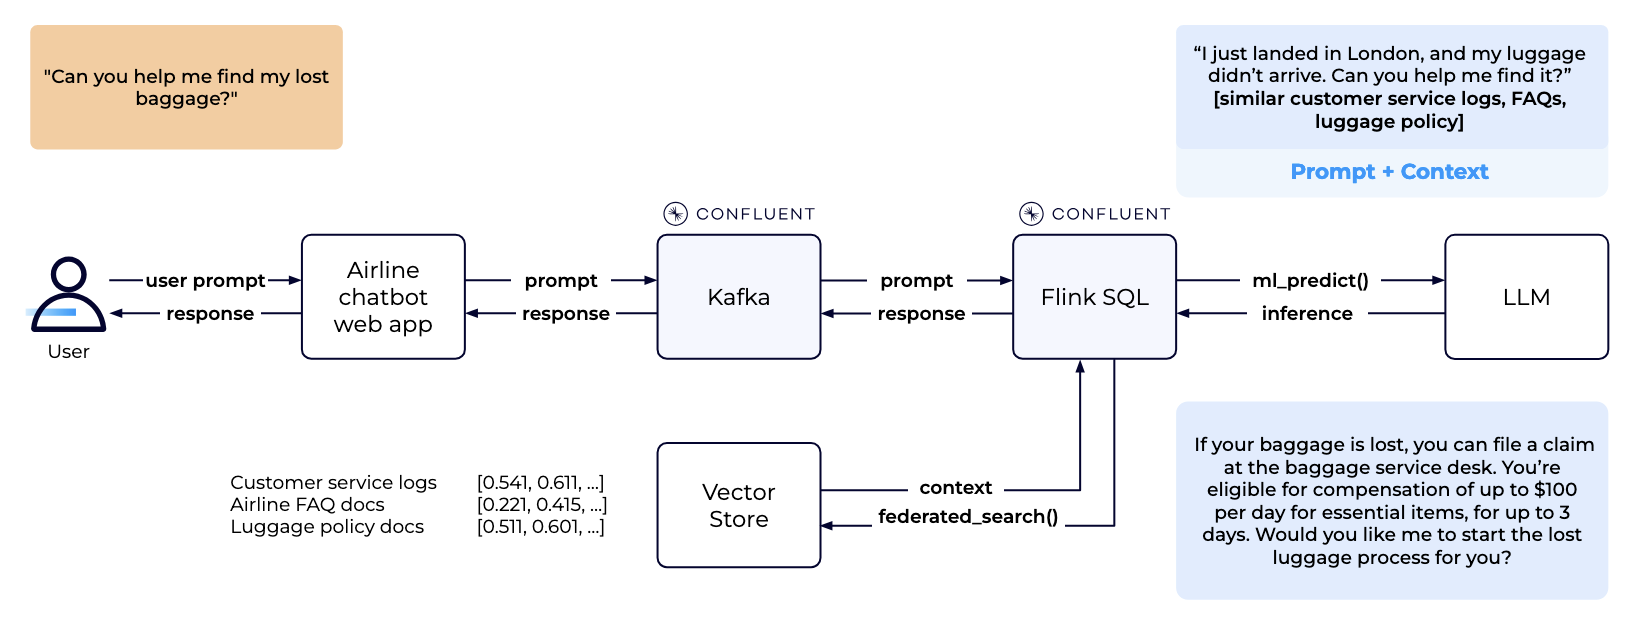 "Can you help me find my lost
baggage?"
“I just landed in London, and my luggage
didn’t arrive. Can you help me find it?”
[similar customer service logs, FAQs,
luggage policy]
Prompt + Context
CONFLUENT
CONFLUENT
User
user prompt
response
Airline
chatbot
web app
prompt
response
Kafka
prompt
response
Flink SQL
ml_predict()
inference
LLM
Customer service logs [0.541, 0.611, ...]
Airline FAQ docs [0.221, 0.415, ...]
Luggage policy docs [0.511, 0.601, ...]
Vector
Store
context
federated_search()
If your baggage is lost, you can file a claim
at the baggage service desk. You’re
eligible for compensation of up to $100
per day for essential items, for up to 3
days. Would you like me to start the lost
luggage process for you?